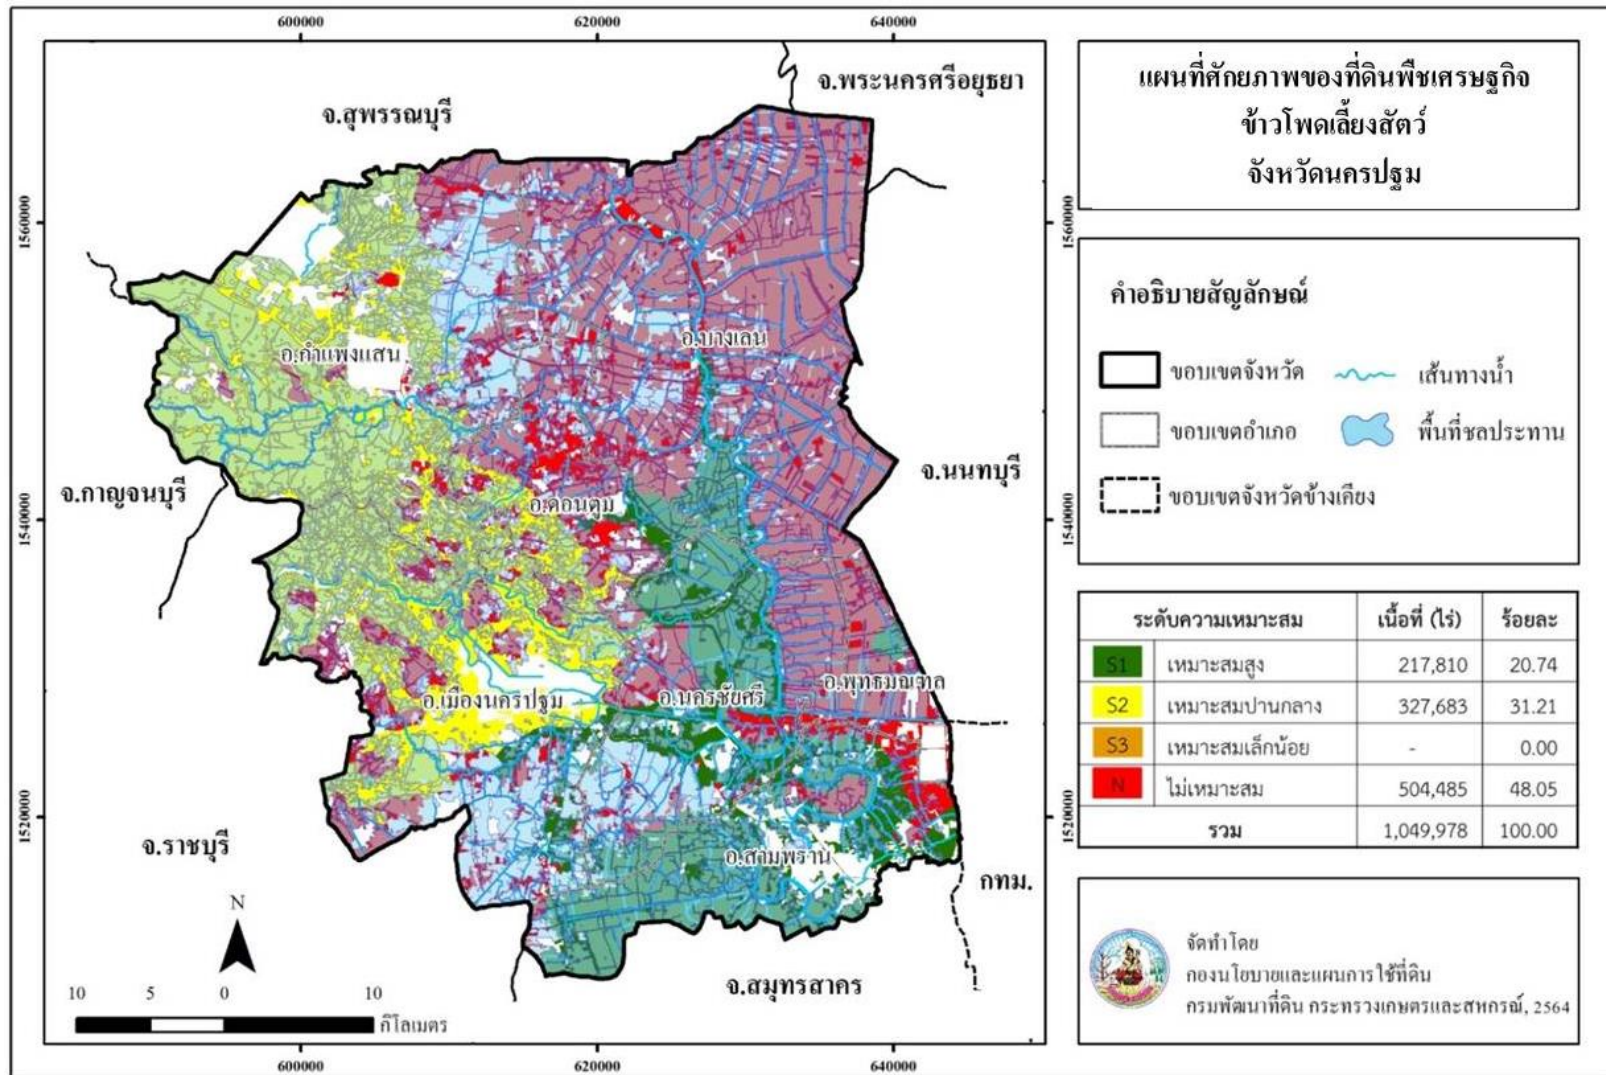 600000 620000 640000
แผนที่ศักยภาพของที่ดินพืชเศรษฐกิจ
ข้าวโพดเลี้ยงสัตว์
จังหวัดนครปฐม
จ.พระนครศรีอยุธยา
จ.สุพรรณบุรี
1560000 1560000
คำอธิบายสัญลักษณ์
อ.บางเลน
อ.กำแพงแสน
ขอบเขตจังหวัด เส้นทางน้ำ
ขอบเขตอำเภอ พื้นที่ชลประทาน
ขอบเขตจังหวัดข้างเคียง
จ.นนทบุรี
จ.กาญจนบุรี
อ.ดอนตูม
1540000 1540000
ระดับความเหมาะสม เนื้อที่ (ไร่) ร้อยละ
S1 เหมาะสมสูง 217,810 20.74
S2 เหมาะสมปานกลาง 327,683 31.21
S3 เหมาะสมเล็กน้อย - 0.00
N ไม่เหมาะสม 504,485 48.05
รวม 1,049,978 100.00
อ.พุทธมณฑล
อ.เมืองนครปฐม
อ.นครชัยศรี
1520000 1520000
จ.ราชบุรี
อ.สามพราน
กทม.
จ.สมุทรสาคร
N
10 5 0 10
กิโลเมตร
จัดทำโดย
กองนโยบายและแผนการใช้ที่ดิน
กรมพัฒนาที่ดิน กระทรวงเกษตรและสหกรณ์, 2564
600000 620000 640000